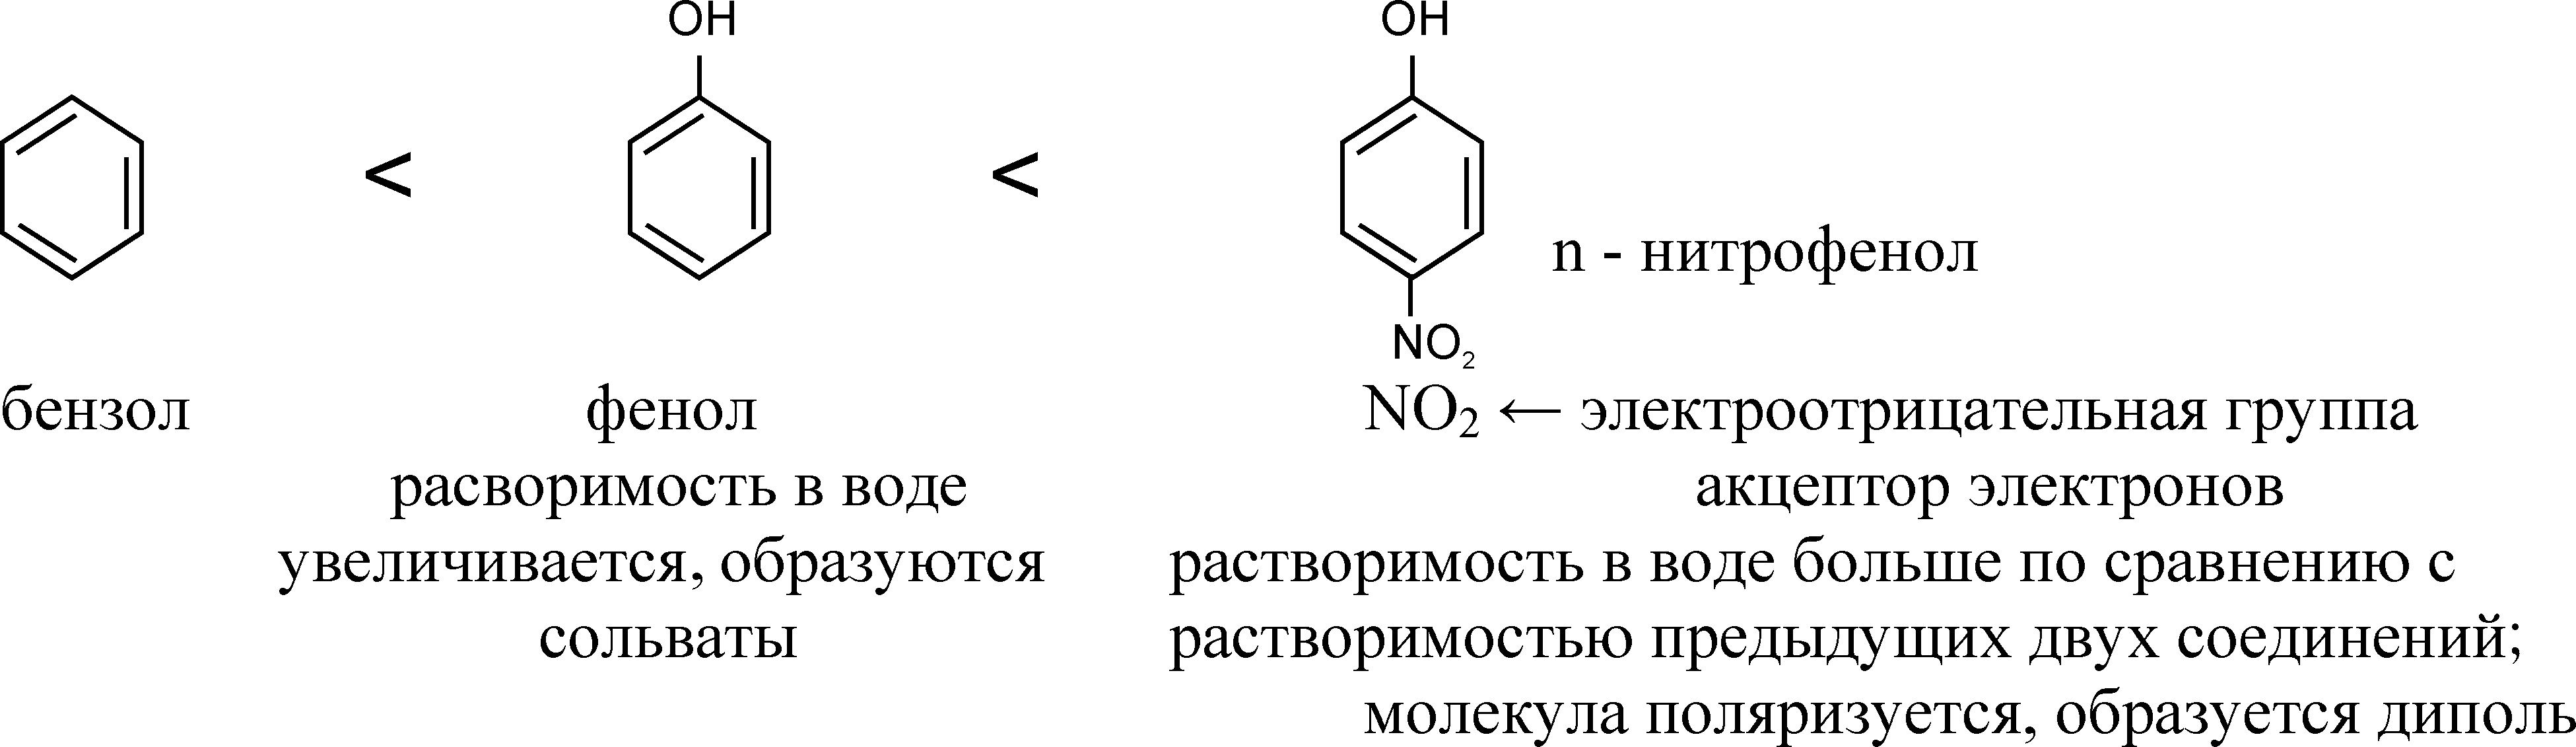 OH
OH
<
<
n - нитрофенол
NO₂
бензол
фенол
NO₂ ← электроотрицательная группа
расворимость в воде
акцептор электронов
увеличивается, образуются
растворимость в воде больше по сравнению с
сольваты
растворимостью предыдущих двух соединений;
молекула поляризуется, образуется диполь